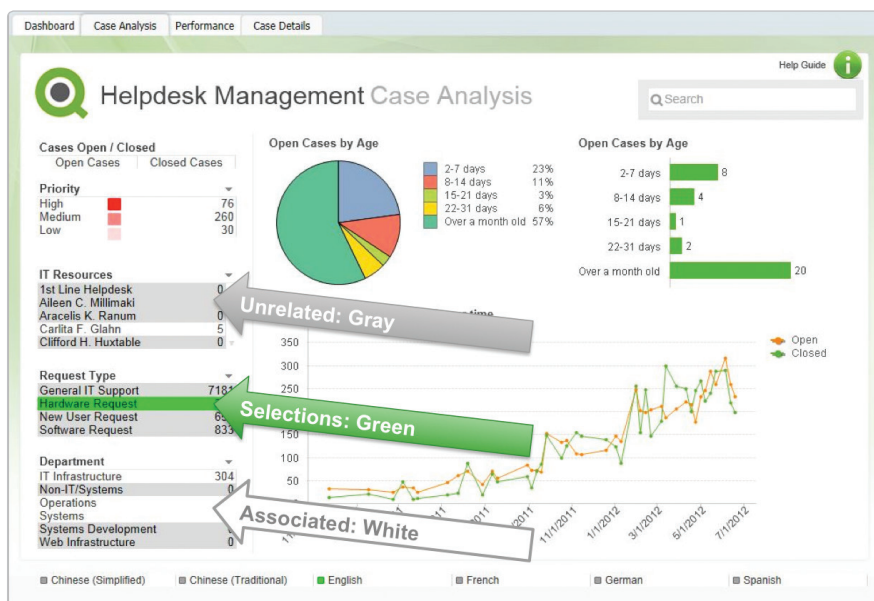 Dashboard Case Analysis Performance Case Details
Help Guide
Helpdesk Management Case Analysis
Search
Cases Open / Closed
Open Cases Closed Cases
Priority
High 76
Medium 260
Low 30
IT Resources
1st Line Helpdesk 0
Aileen C. Millimaki
Aracelis K. Ranum 0
Carlita F. Glahn 5
Clifford H. Huxtable 0
Request Type
General IT Support 7181
Hardware Request
New User Request
Software Request 833
Department
IT Infrastructure 304
Non-IT/Systems 0
Operations
Systems
Systems Development 0
Web Infrastructure 0
Open Cases by Age
2-7 days 23%
8-14 days 11%
15-21 days 3%
22-31 days 6%
Over a month old 57%
Open Cases by Age
2-7 days 8
8-14 days 4
15-21 days 1
22-31 days 2
Over a month old 20
Unrelated: Gray
Selections: Green
Associated: White
350
300
250
150
100
50
Open
Closed
11/1/2011
1/1/2012
3/1/2012
5/1/2012
7/1/2012
Chinese (Simplified) Chinese (Traditional) English French German Spanish